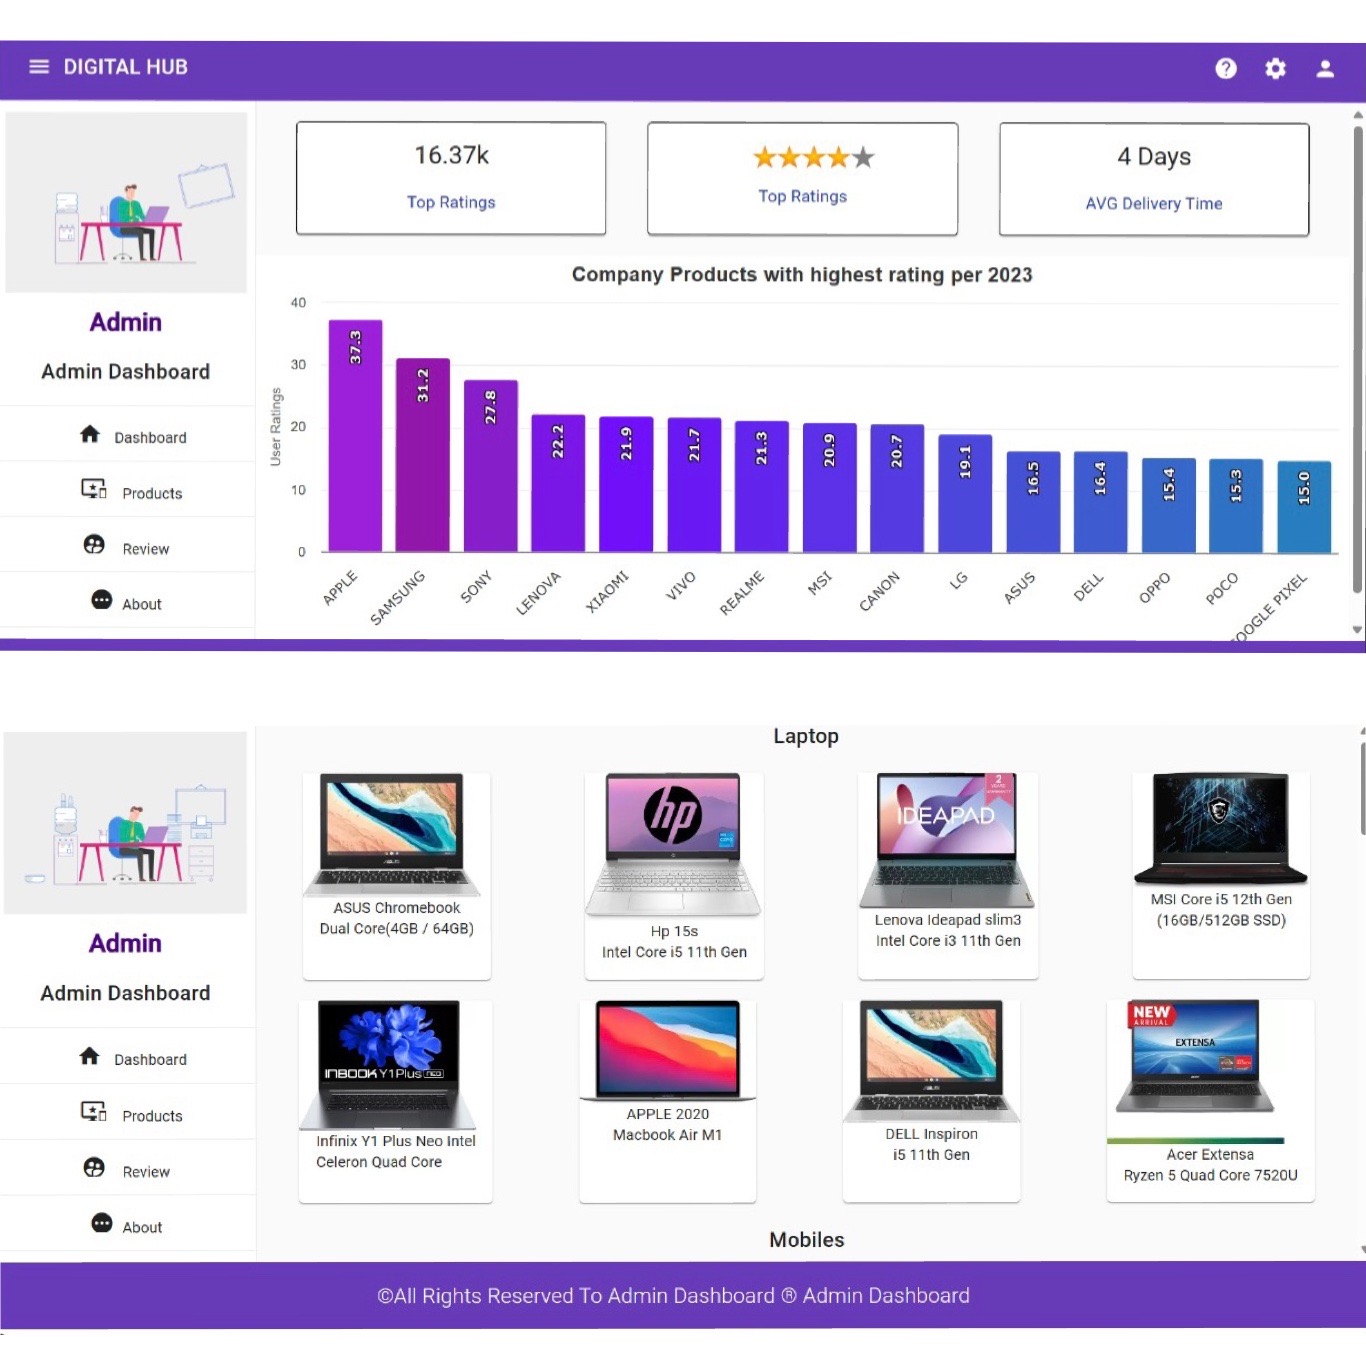 DIGITAL HUB
16.37k
Top Ratings
Top Ratings
4 Days
AVG Delivery Time
Admin
Admin Dashboard
Dashboard
Products
Review
About
Company Products with highest rating per 2023
User Ratings
40
30
20
10
0
37.3
31.2
27.8
22.2
21.9
21.7
21.3
20.9
20.7
19.1
16.5
16.4
15.4
15.3
15.0
APPLE
SAMSUNG
SONY
LENOVA
XIAOMI
VIVO
REALME
MSI
CANON
LG
ASUS
DELL
OPPO
POCO
OOGLE PIXEL
Admin
Admin Dashboard
Dashboard
Products
Review
About
Laptop
ASUS
ASUS Chromebook
Dual Core(4GB / 64GB)
hp
Hp 15s
Intel Core i5 11th Gen
2
YEARS
IDEAPAD
Lenova Ideapad slim3
Intel Core i3 11th Gen
MSI Core i5 12th Gen
(16GB/512GB SSD)
INBOOK Y1 Plus NEO
Infinix Y1 Plus Neo Intel
Celeron Quad Core
APPLE 2020
Macbook Air M1
ASUS
DELL Inspiron
i5 11th Gen
NEW
ARRIVAL
EXTENSA
acer
Acer Extensa
Ryzen 5 Quad Core 7520U
Mobiles
©All Rights Reserved To Admin Dashboard ® Admin Dashboard